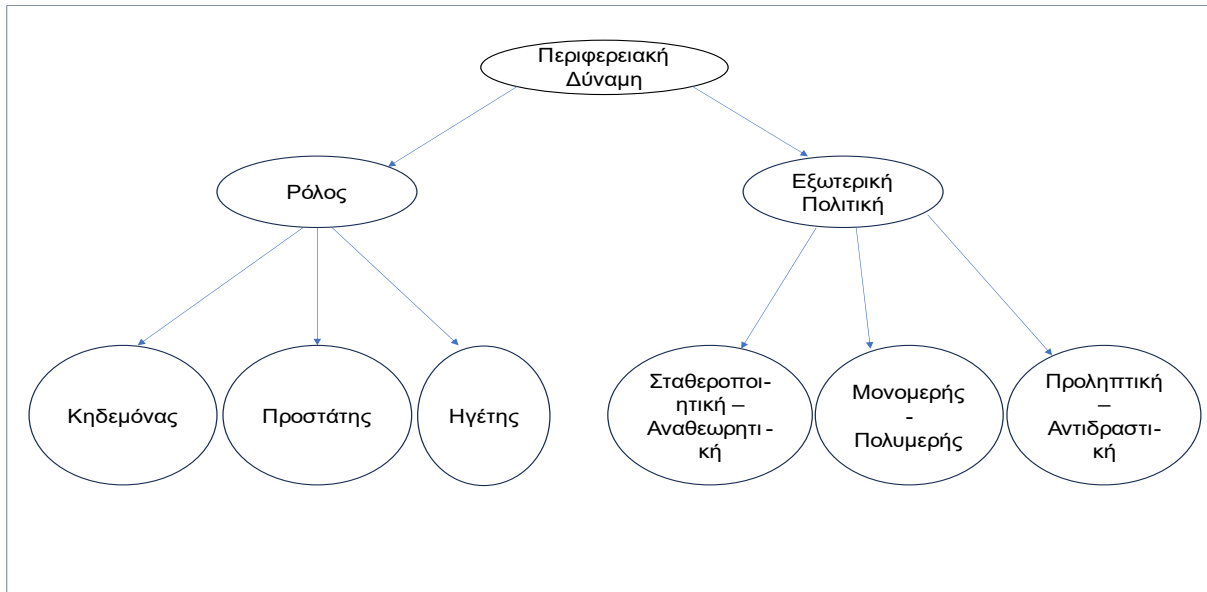 Περιφερειακή
Δύναμη
Ρόλος
Εξωτερική
Πολιτική
Κηδεμόνας
Προστάτης
Ηγέτης
Σταθεροποι-
ητική –
Αναθεωρητι-
κή
Μονομερής
-
Πολυμερής
Προληπτική
–
Αντιδραστι-
κή